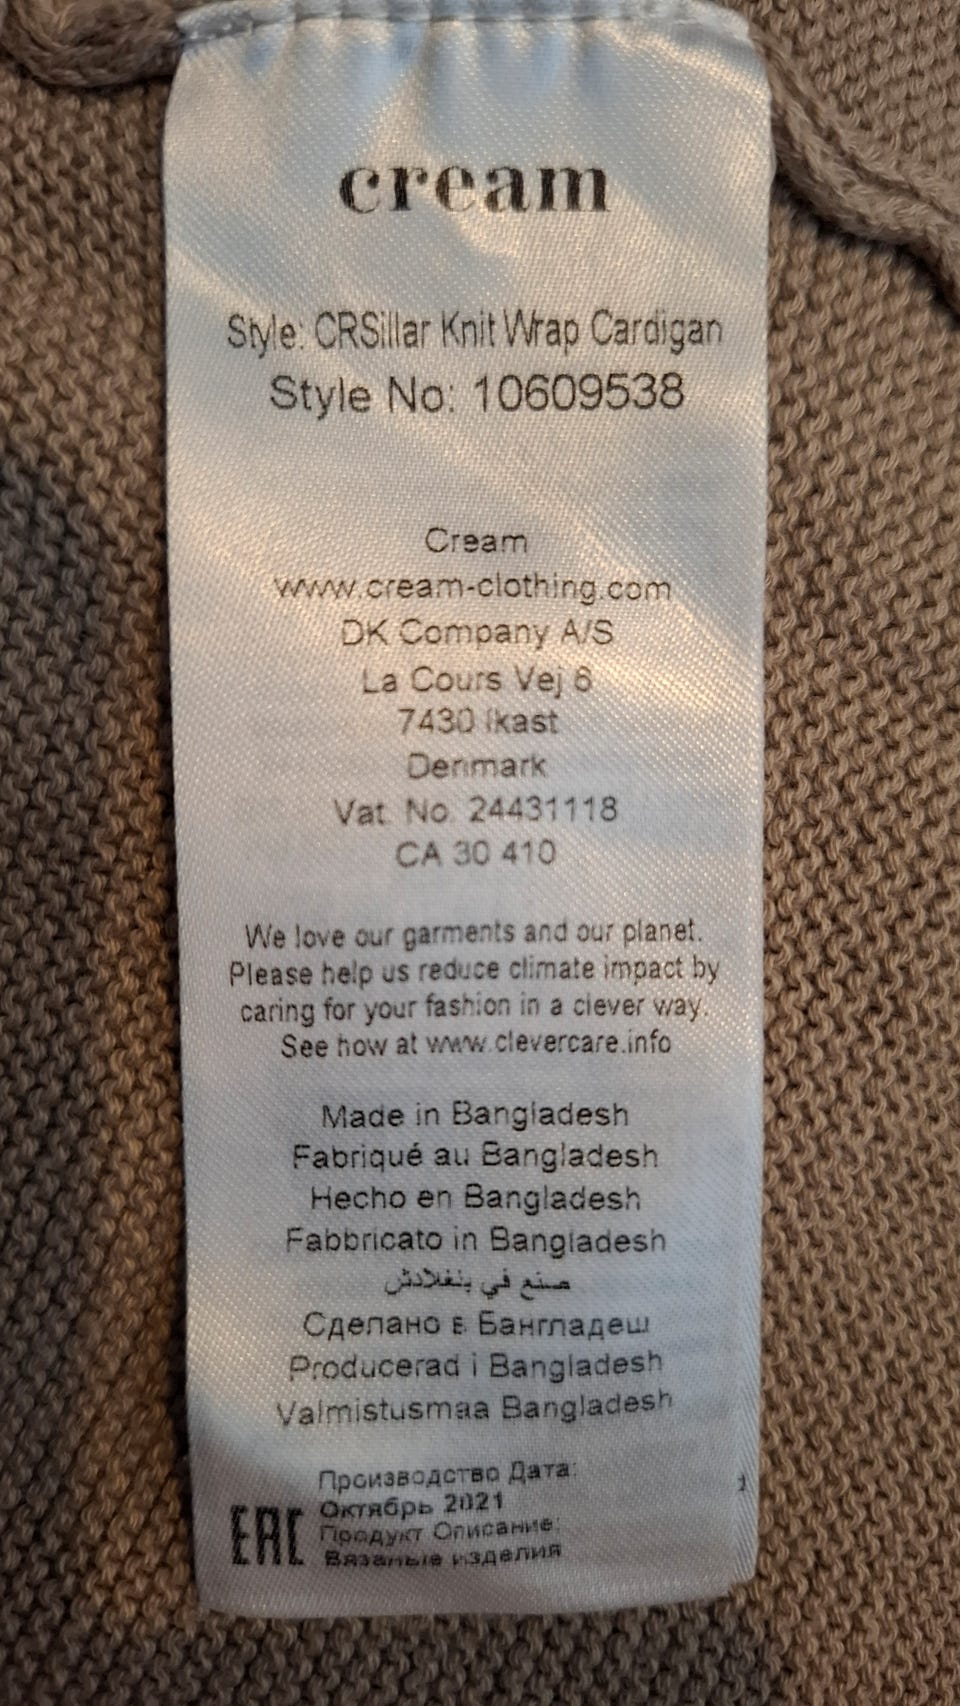 cream
Style: CRSillar Knit Wrap Cardigan
Style No: 10609538
Cream
www.cream-clothing.com
DK Company A/S
La Cours Vej 6
7430 Ikast
Denmark
Vat. No. 24431118
CA 30 410
We love our garments and our planet.
Please help us reduce climate impact by
caring for your fashion in a clever way.
See how at www.clevercare.info
Made in Bangladesh
Fabriqué au Bangladesh
Hecho en Bangladesh
Fabbricato in Bangladesh
صنع في بنغلادش
Сделано в Бангладеш
Producerad i Bangladesh
Valmistusmaa Bangladesh
Производство Дата:
Октябрь 2021
EAC
Продукт Описание:
Вязаные изделия
1